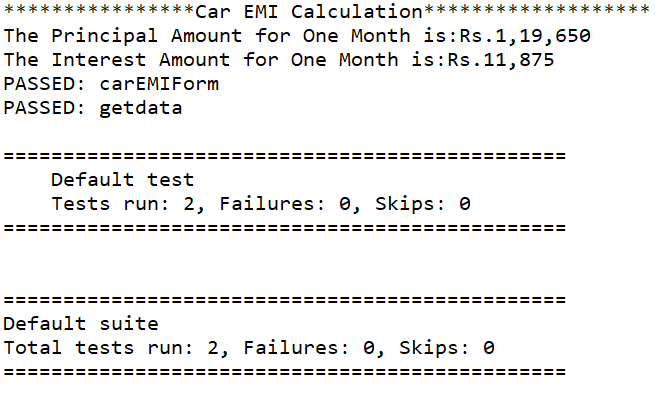 ****************Car EMI Calculation*******************
The Principal Amount for One Month is:Rs.1,19,650
The Interest Amount for One Month is:Rs.11,875
PASSED: carEMIForm
PASSED: getdata
===============================================
Default test
Tests run: 2, Failures: 0, Skips: 0
===============================================
===============================================
Default suite
Total tests run: 2, Failures: 0, Skips: 0
===============================================